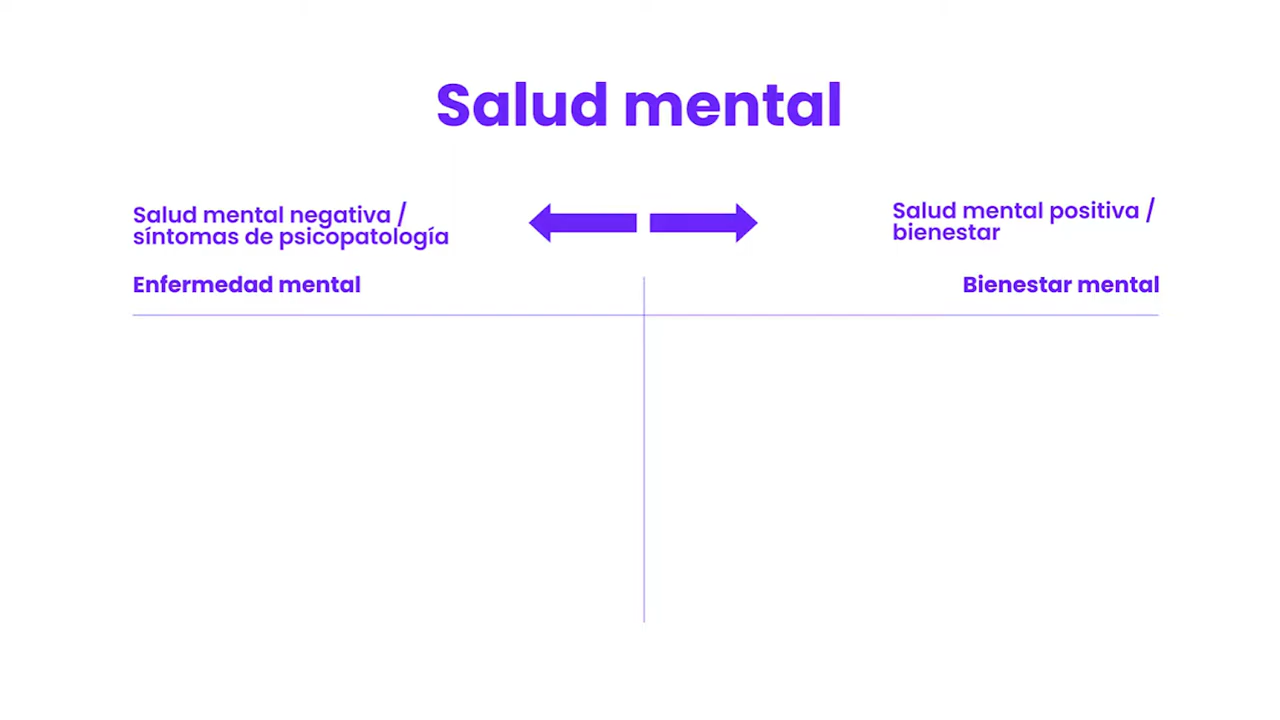 Salud mental
Salud mental negativa /
síntomas de psicopatología
Salud mental positiva /
bienestar
Enfermedad mental
Bienestar mental